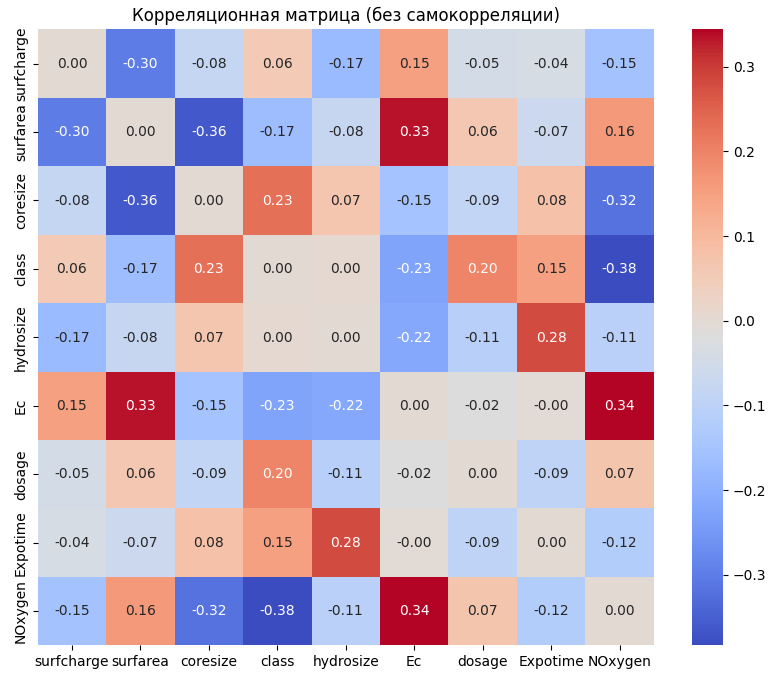 Корреляционная матрица (без самокорреляции)
surfcharge 0.00 -0.30 -0.08 0.06 -0.17 0.15 -0.05 -0.04 -0.15
surfarea -0.30 0.00 -0.36 -0.17 -0.08 0.33 0.06 -0.07 0.16
coresize -0.08 -0.36 0.00 0.23 0.07 -0.15 -0.09 0.08 -0.32
class 0.06 -0.17 0.23 0.00 0.00 -0.23 0.20 0.15 -0.38
hydrosize -0.17 -0.08 0.07 0.00 0.00 -0.22 -0.11 0.28 -0.11
Ec 0.15 0.33 -0.15 -0.23 -0.22 0.00 -0.02 -0.00 0.34
dosage -0.05 0.06 -0.09 0.20 -0.11 -0.02 0.00 -0.09 0.07
Expotime -0.04 -0.07 0.08 0.15 0.28 -0.00 -0.09 0.00 -0.12
NOxygen -0.15 0.16 -0.32 -0.38 -0.11 0.34 0.07 -0.12 0.00
surfcharge surfarea coresize class hydrosize Ec dosage Expotime NOxygen
0.3
0.2
0.1
0.0
−0.1
−0.2
−0.3